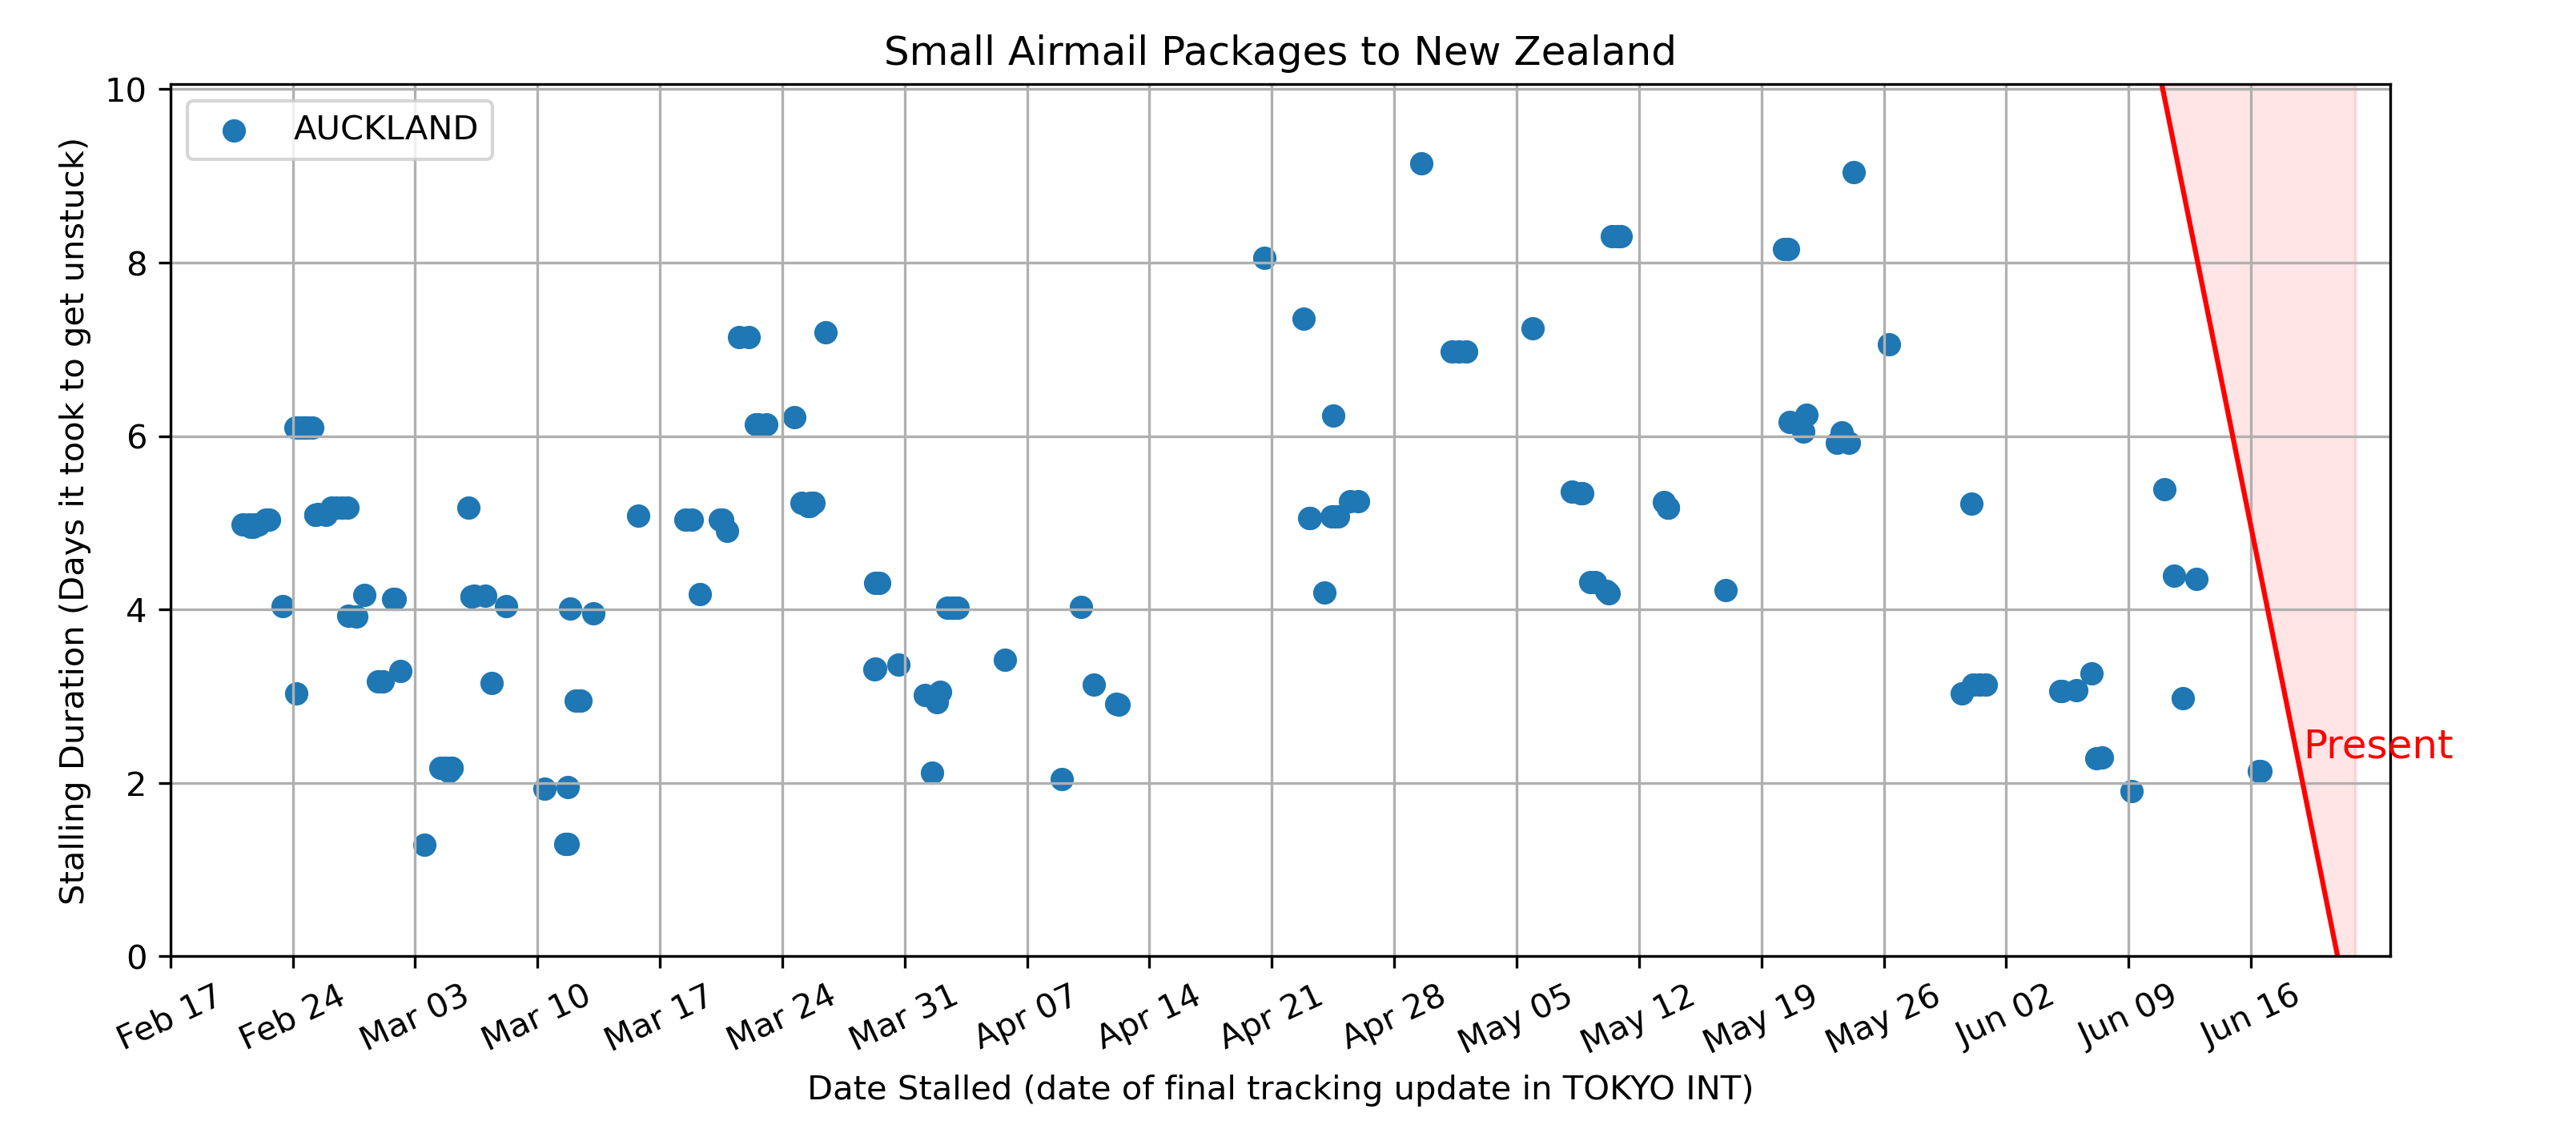 Small Airmail Packages to New Zealand
AUCKLAND
Stalling Duration (Days it took to get unstuck)
10
8
6
4
2
0
Present
Feb 17 Feb 24 Mar 03 Mar 10 Mar 17 Mar 24 Mar 31 Apr 07 Apr 14 Apr 21 Apr 28 May 05 May 12 May 19 May 26 Jun 02 Jun 09 Jun 16
Date Stalled (date of final tracking update in TOKYO INT)